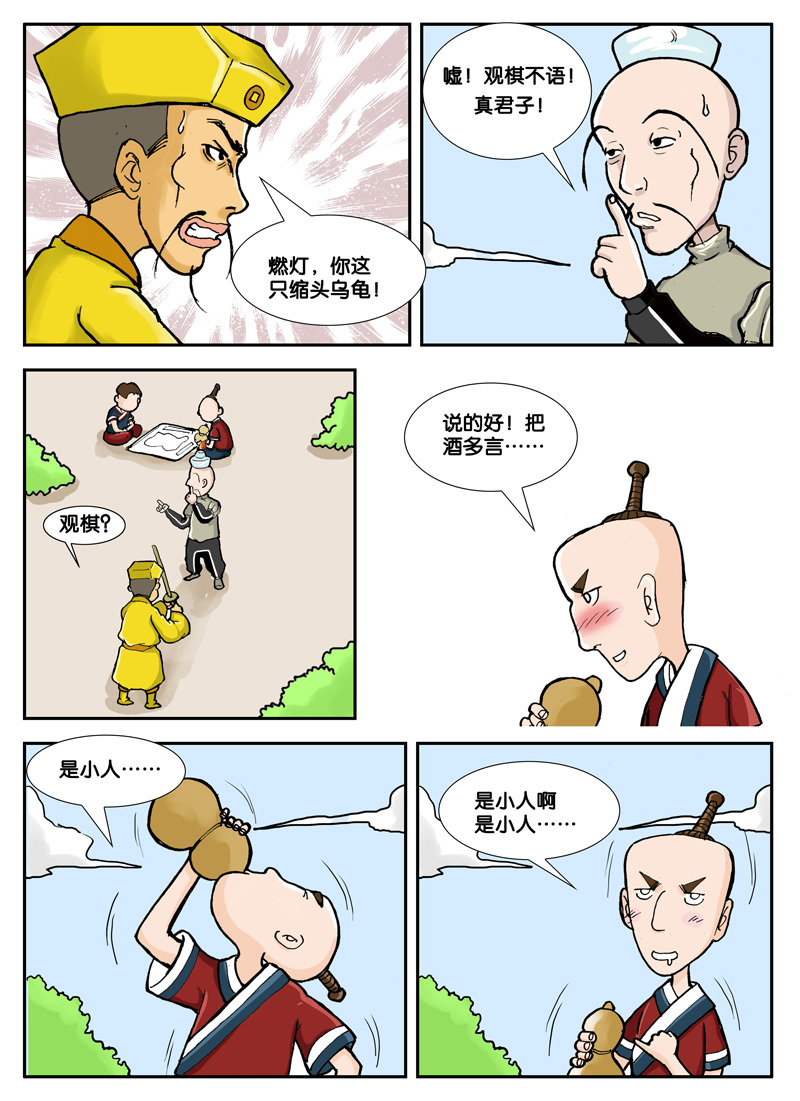 燃灯，你这
只缩头乌龟！
嘘！观棋不语！
真君子！
观棋？
说的好！把
酒多言……
是小人……
是小人啊
是小人……